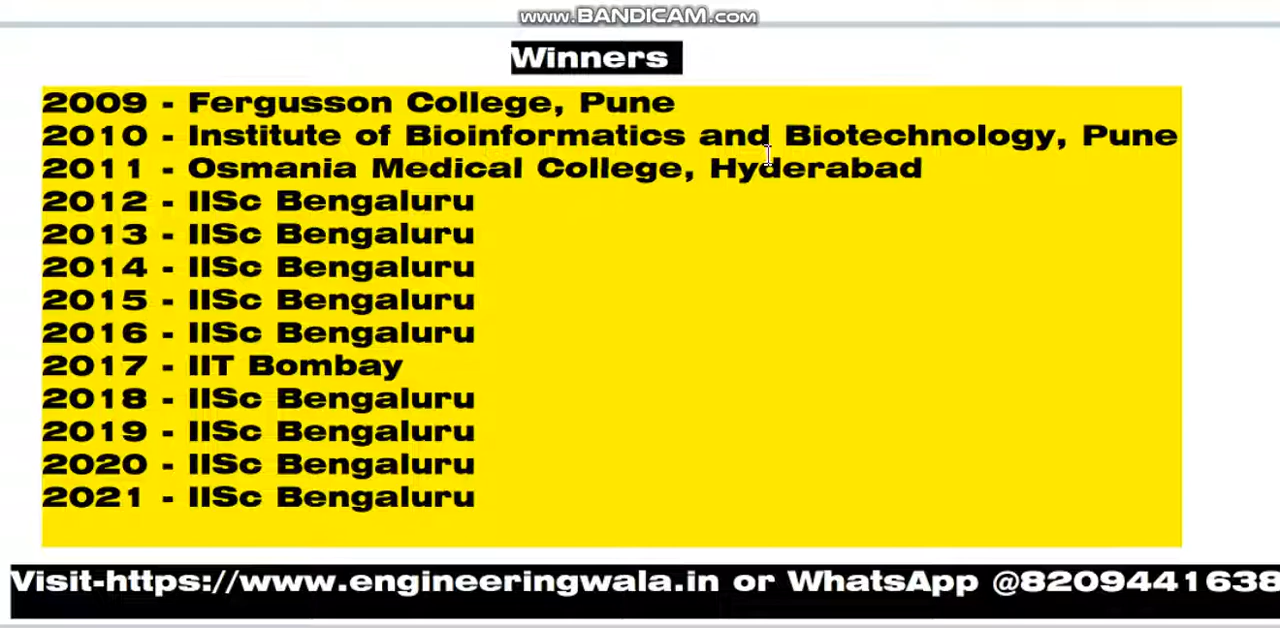 www.BANDICAM.com
Winners
2009 - Fergusson College, Pune
2010 - Institute of Bioinformatics and Biotechnology, Pune
2011 - Osmania Medical College, Hyderabad
2012 - IISc Bengaluru
2013 - IISc Bengaluru
2014 - IISc Bengaluru
2015 - IISc Bengaluru
2016 - IISc Bengaluru
2017 - IIT Bombay
2018 - IISc Bengaluru
2019 - IISc Bengaluru
2020 - IISc Bengaluru
2021 - IISc Bengaluru
Visit-https://www.engineeringwala.in or WhatsApp @8209441638